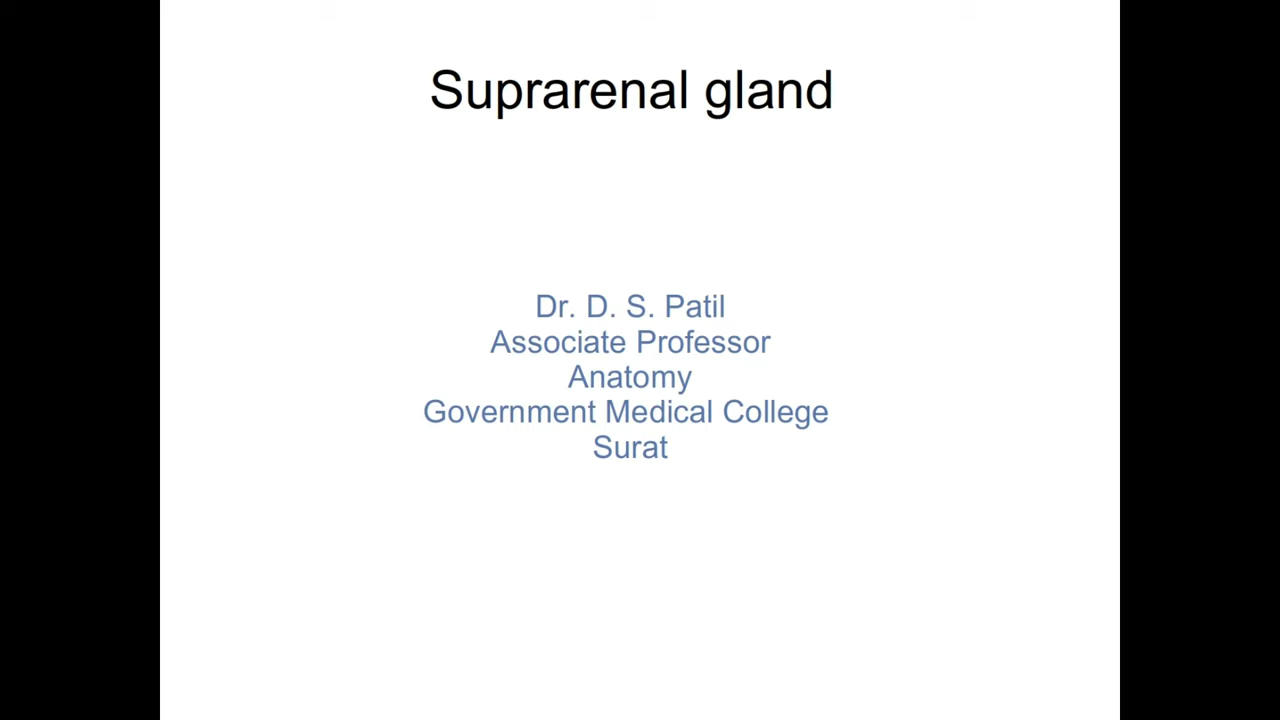 Suprarenal gland
Dr. D. S. Patil
Associate Professor
Anatomy
Government Medical College
Surat